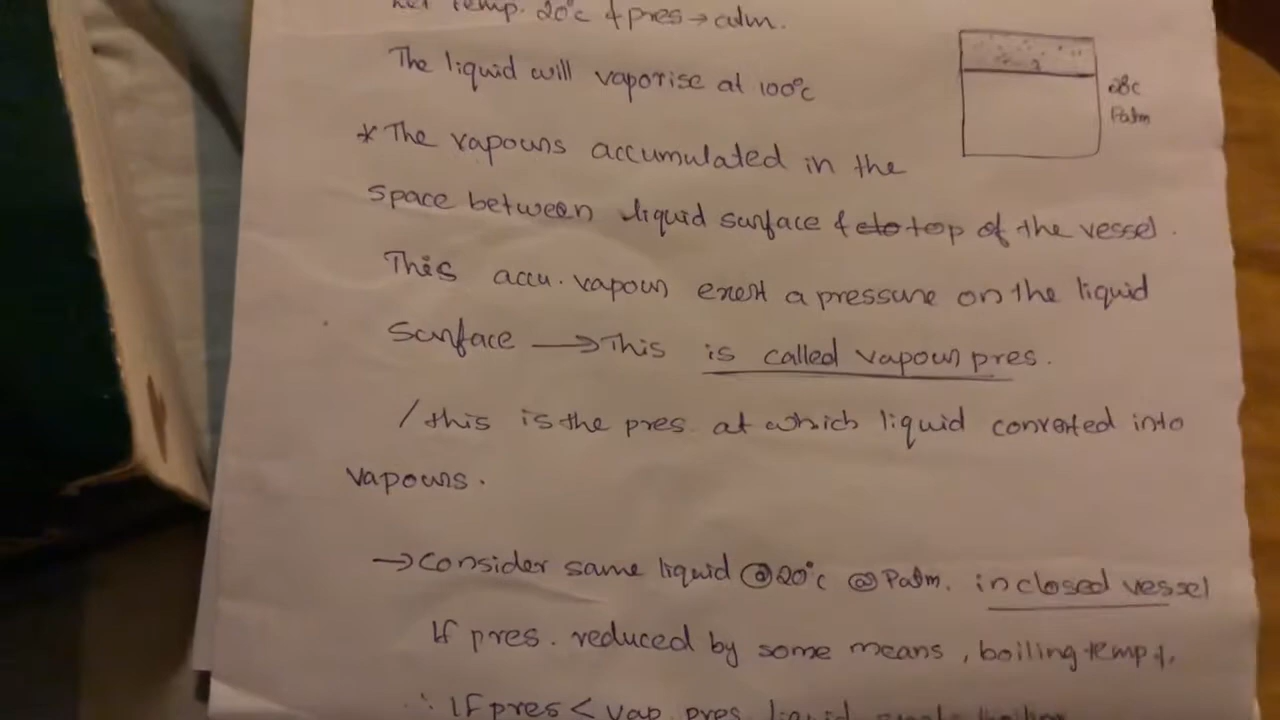 temp. 20°c & pres → atm.
The liquid will vaporise at 100°c
* The vapours accumulated in the
space between liquid surface & top of the vessel.
This accu. vapour exert a pressure on the liquid
surface → This is called vapour pres.
/ this is the pres. at which liquid converted into
vapours.
→ Consider same liquid @ 20°c @ Patm. in closed vessel
If pres. reduced by some means, boiling temp ↓.
∴ If pres < vap. pres. liquid
Patm